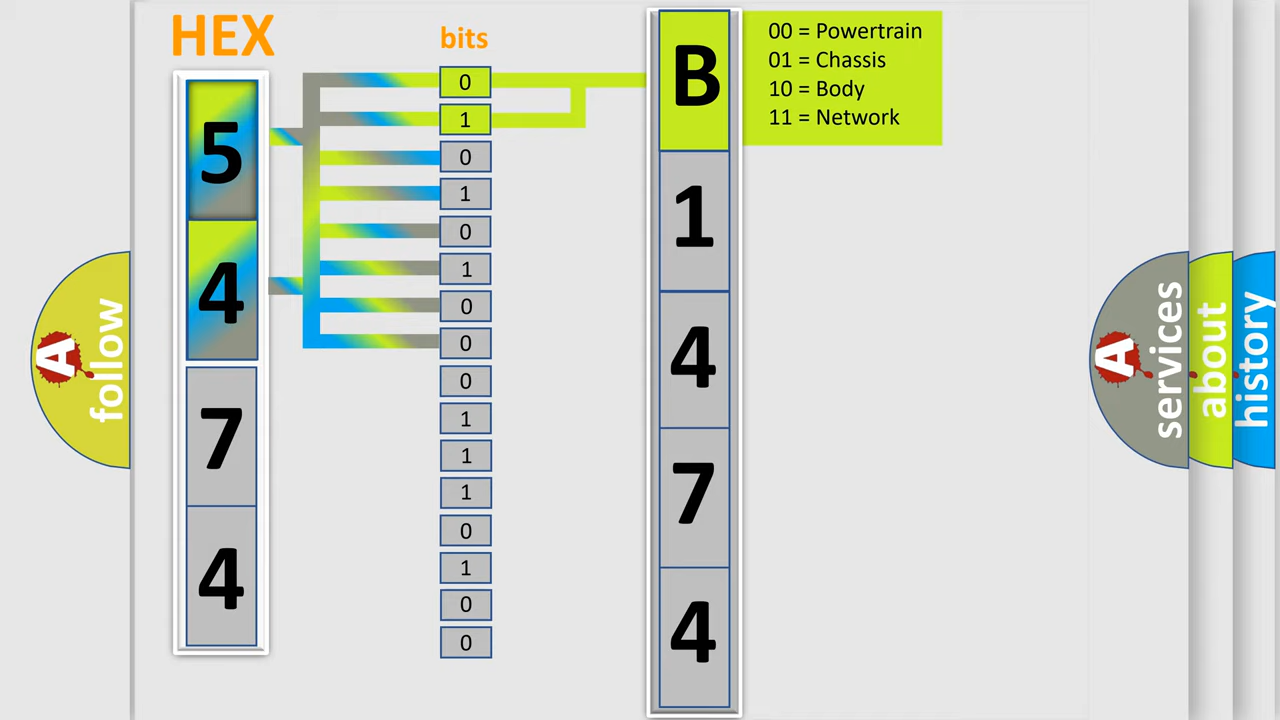 HEX
bits
5
4
7
4
0
1
0
1
0
1
0
0
0
1
1
1
0
1
0
0
B
1
4
7
4
00 = Powertrain
01 = Chassis
10 = Body
11 = Network
A follow
A services
about
history